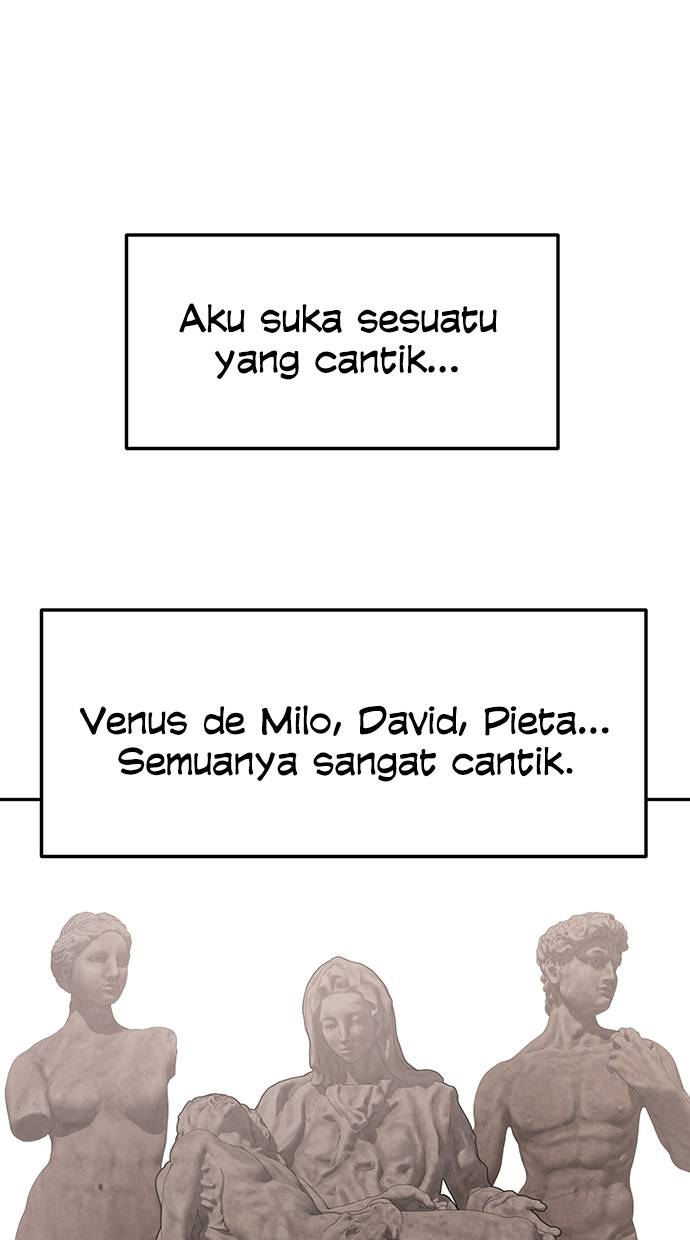 Aku suka sesuatu
yang cantik...
Venus de Milo, David, Pieta...
Semuanya sangat cantik.